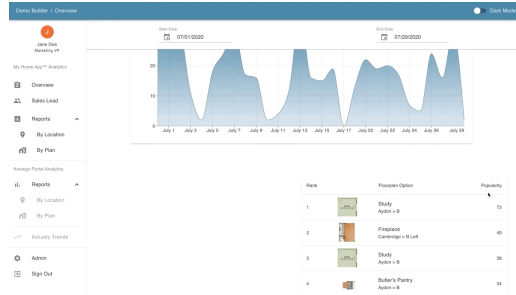 Demo Builder / Overview
Dark Mode
J
Jane Doe
Marketing VP
My Home App™ Analytics
Overview
Sales Lead
Reports
By Location
By Plan
Arrange Portal Analytics
Reports
By Location
By Plan
Industry Trends
Admin
Sign Out
Start Date
07/01/2020
End Date
07/29/2020
20
10
0
July 1 July 3 July 5 July 7 July 9 July 11 July 13 July 15 July 17 July 20 July 22 July 24 July 26 July 28
Rank Floorplan Option Popularity
1 Study 73
Aydon > B
2 Fireplace 49
Cambridge > B Left
3 Study 38
Aydon > B
4 Butler's Pantry 34
Aydon > B